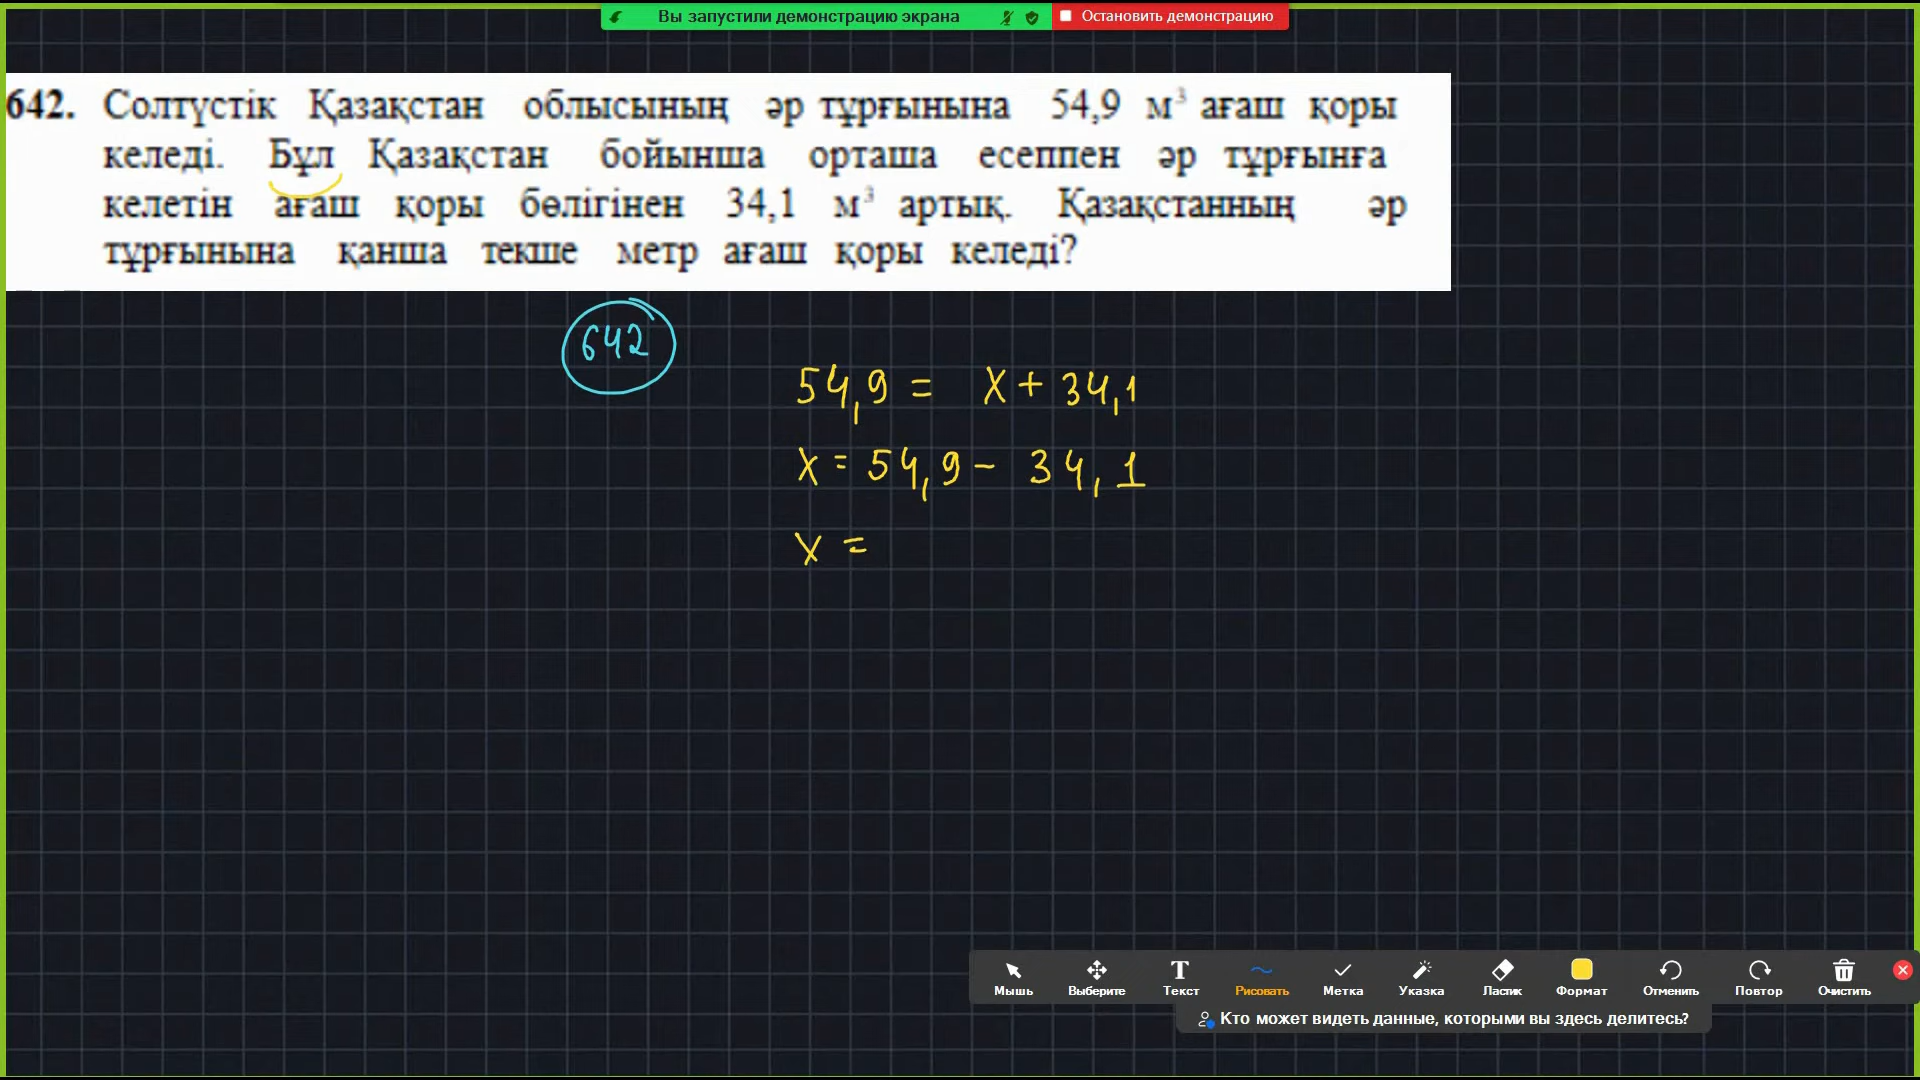 Вы запустили демонстрацию экрана Остановить демонстрацию
642. Солтүстік Қазақстан облысының әр тұрғынына 54,9 м³ ағаш қоры
келеді. Бұл Қазақстан бойынша орташа есеппен әр тұрғынға
келетін ағаш қоры бөлігінен 34,1 м³ артық. Қазақстанның әр
тұрғынына қанша текше метр ағаш қоры келеді?
642
54,9 = x + 34,1
x = 54,9 - 34,1
x =
Мышь Выберите Текст Рисовать Метка Указка Ластик Формат Отменить Повтор Очистить
Кто может видеть данные, которыми вы здесь делитесь?